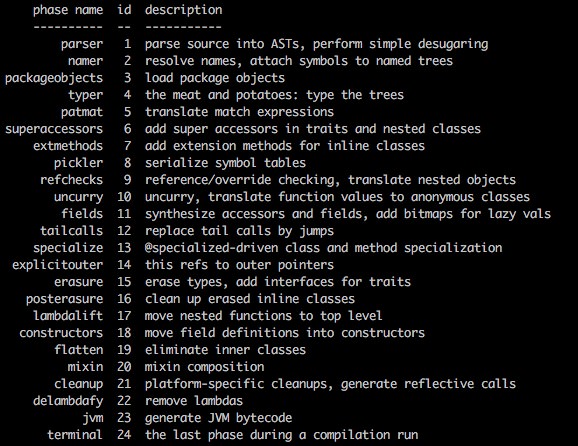 phase name id description
---------- -- -----------
parser 1 parse source into ASTs, perform simple desugaring
namer 2 resolve names, attach symbols to named trees
packageobjects 3 load package objects
typer 4 the meat and potatoes: type the trees
patmat 5 translate match expressions
superaccessors 6 add super accessors in traits and nested classes
extmethods 7 add extension methods for inline classes
pickler 8 serialize symbol tables
refchecks 9 reference/override checking, translate nested objects
uncurry 10 uncurry, translate function values to anonymous classes
fields 11 synthesize accessors and fields, add bitmaps for lazy vals
tailcalls 12 replace tail calls by jumps
specialize 13 @specialized-driven class and method specialization
explicitouter 14 this refs to outer pointers
erasure 15 erase types, add interfaces for traits
posterasure 16 clean up erased inline classes
lambdalift 17 move nested functions to top level
constructors 18 move field definitions into constructors
flatten 19 eliminate inner classes
mixin 20 mixin composition
cleanup 21 platform-specific cleanups, generate reflective calls
delambdafy 22 remove lambdas
jvm 23 generate JVM bytecode
terminal 24 the last phase during a compilation run